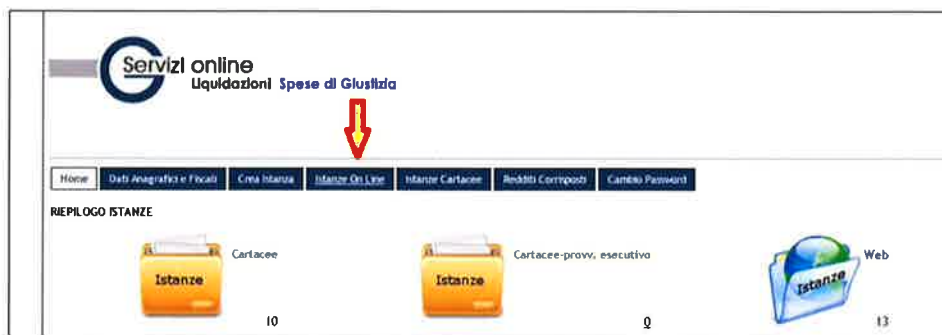 Servizi online
Liquidazioni Spese di Giustizia
Home Dati Anagrafici e Fiscali Crea Istanza Istanze On Line Istanze Cartacee Redditi Corrisposti Cambio Password
RIEPILOGO ISTANZE
Cartacee Cartacee-provv. esecutivo Web
Istanze Istanze Istanze
10 0 13